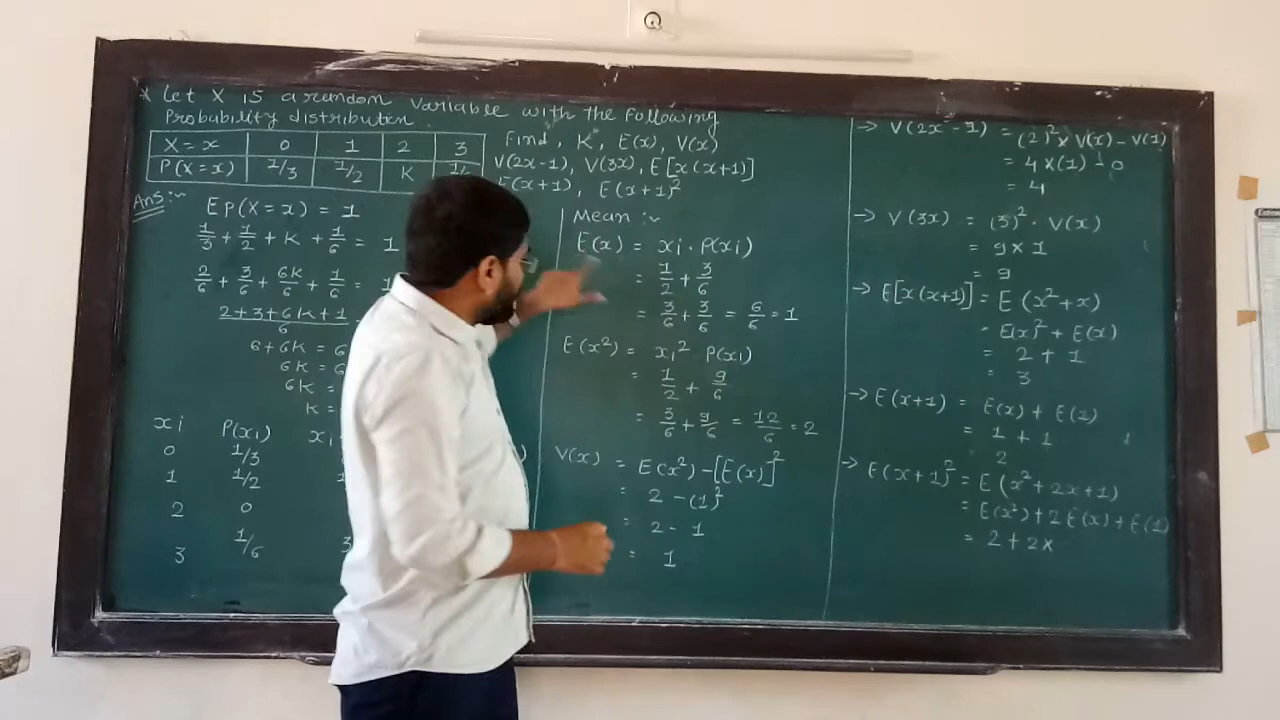 * Let X is a random variable with the following
Probability distributen
X = x 0 1 2 3
P(X = x) 1/3 1/2 K
Find, K, E(x), V(x)
V(2x-1), V(3x), E[x(x+1)]
E(x+1), E(x+1)²
Ans:-
EP(X = x) = 1
1/3 + 1/2 + K + 1/6 = 1
2/6 + 3/6 + 6K/6 + 1/6 = 1
2+3+6K+1/6
6+6K = 6
6K = 6
6K =
K =
xi P(xi) xi
0 1/3
1 1/2
2 0
3 1/6 3
Mean :-
E(x) = xi · P(xi)
= 1/2 + 3/6
= 3/6 + 3/6 = 6/6 = 1
E(x²) = xi² P(xi)
= 1/2 + 9/6
= 3/6 + 9/6 = 12/6 = 2
V(x) = E(x²) - [E(x)]²
= 2 - (1)²
= 2 - 1
= 1
→ V(2x-1) = (2)² × V(x) - V(1)
= 4 × (1) - 0
= 4
→ V(3x) = (3)² · V(x)
= 9 × 1
= 9
→ E[x(x+1)] = E(x²+x)
= E(x)² + E(x)
= 2 + 1
= 3
→ E(x+1) = E(x) + E(1)
= 1 + 1
2
→ E(x+1)² = E(x²+2x+1)
= E(x²)+2E(x)+E(1)
= 2 + 2×